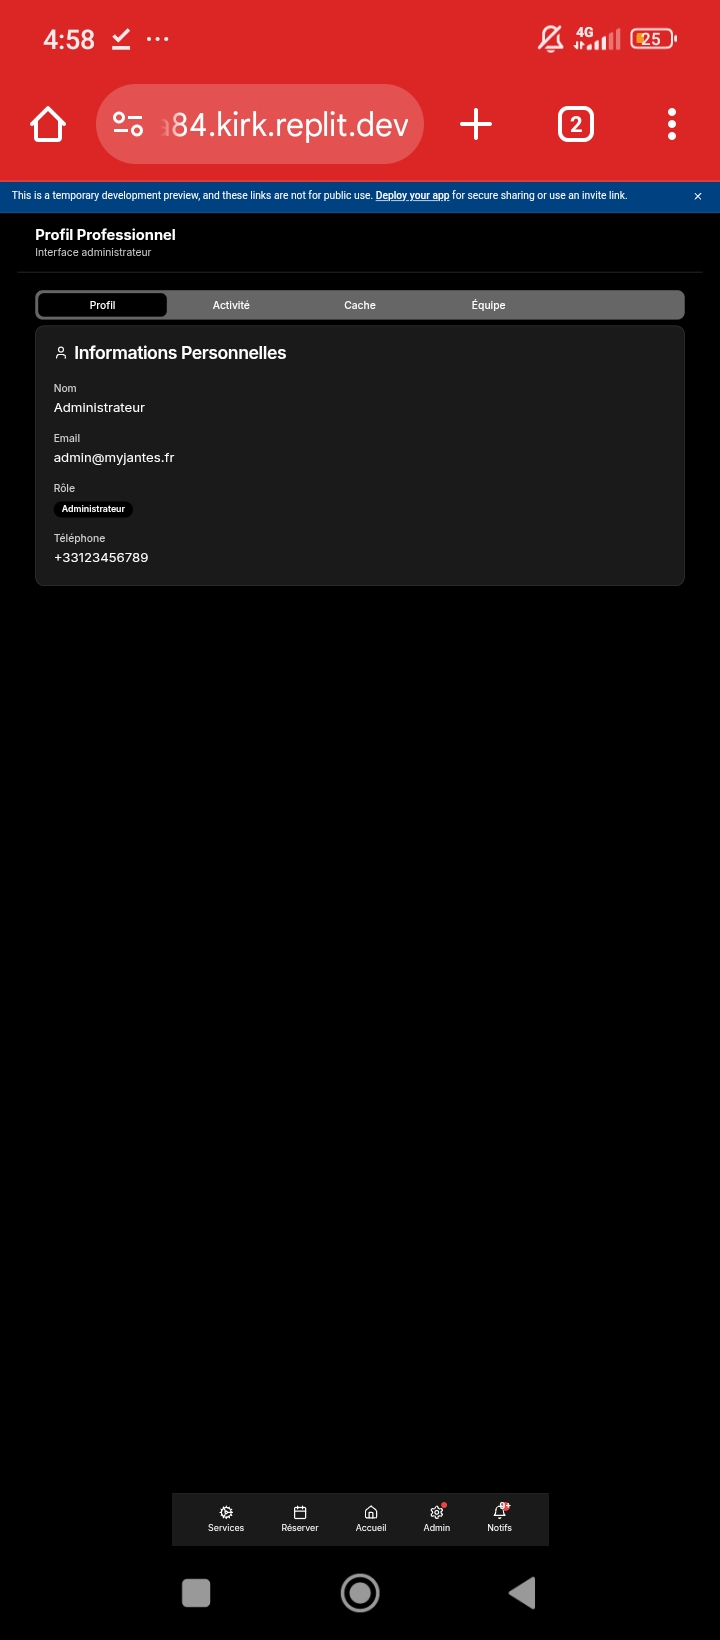 4:58
4G
25
84.kirk.replit.dev
2
This is a temporary development preview, and these links are not for public use. Deploy your app for secure sharing or use an invite link.
Profil Professionnel
Interface administrateur
Profil Activité Cache Équipe
Informations Personnelles
Nom
Administrateur
Email
admin@myjantes.fr
Rôle
Administrateur
Téléphone
+33123456789
9+
Services Réserver Accueil Admin Notifs